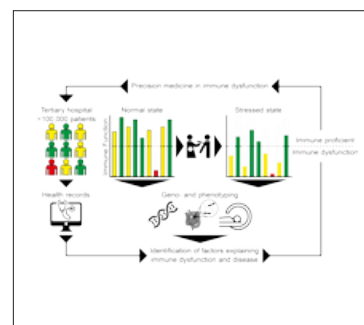 Precision medicine in immune dysfunction
Tertiary hospital
>100 000 patients
Normal state
Stressed state
Immune Function
Immune proficient
Immune dysfunction
Health records
Geno- and phenotyping
Identification of factors explaining
immune dysfunction and disease